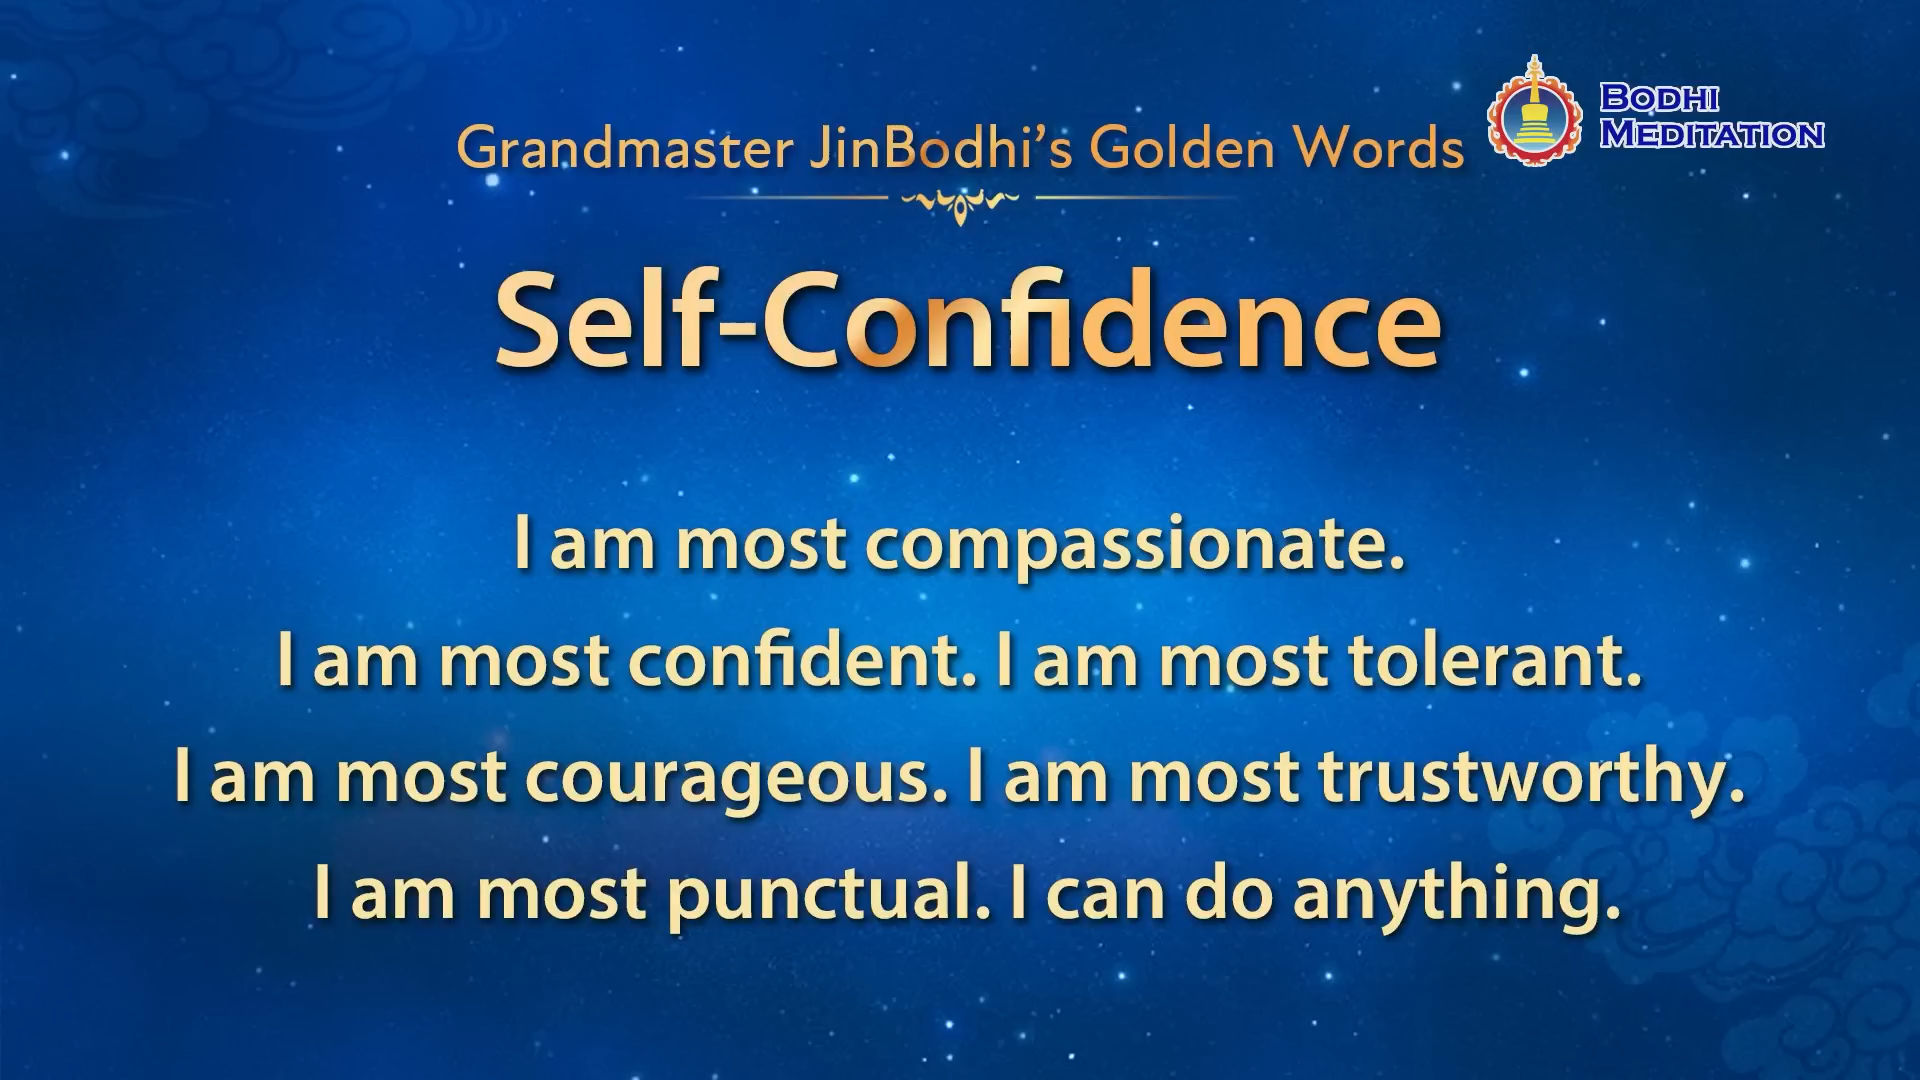 Grandmaster JinBodhi’s Golden Words
BODHI
MEDITATION
Self-Confidence
I am most compassionate.
I am most confident. I am most tolerant.
I am most courageous. I am most trustworthy.
I am most punctual. I can do anything.